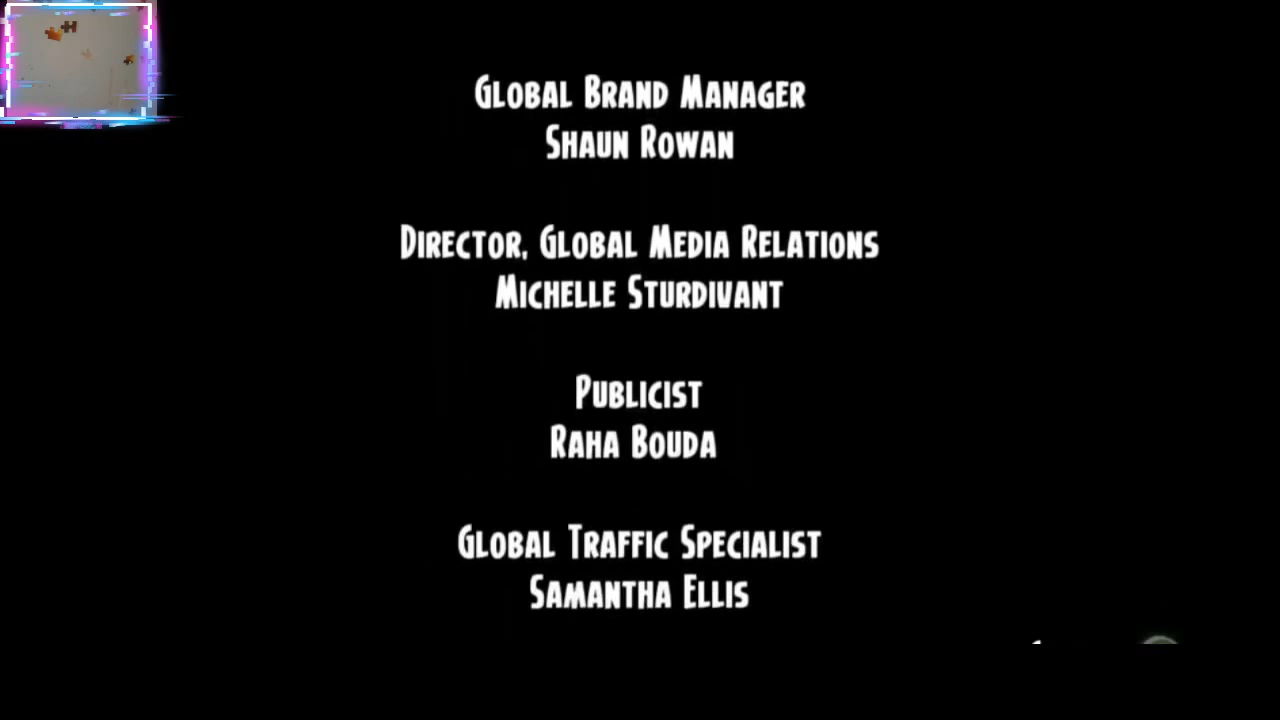 Global Brand Manager
Shaun Rowan
Director, Global Media Relations
Michelle Sturdivant
Publicist
Raha Bouda
Global Traffic Specialist
Samantha Ellis